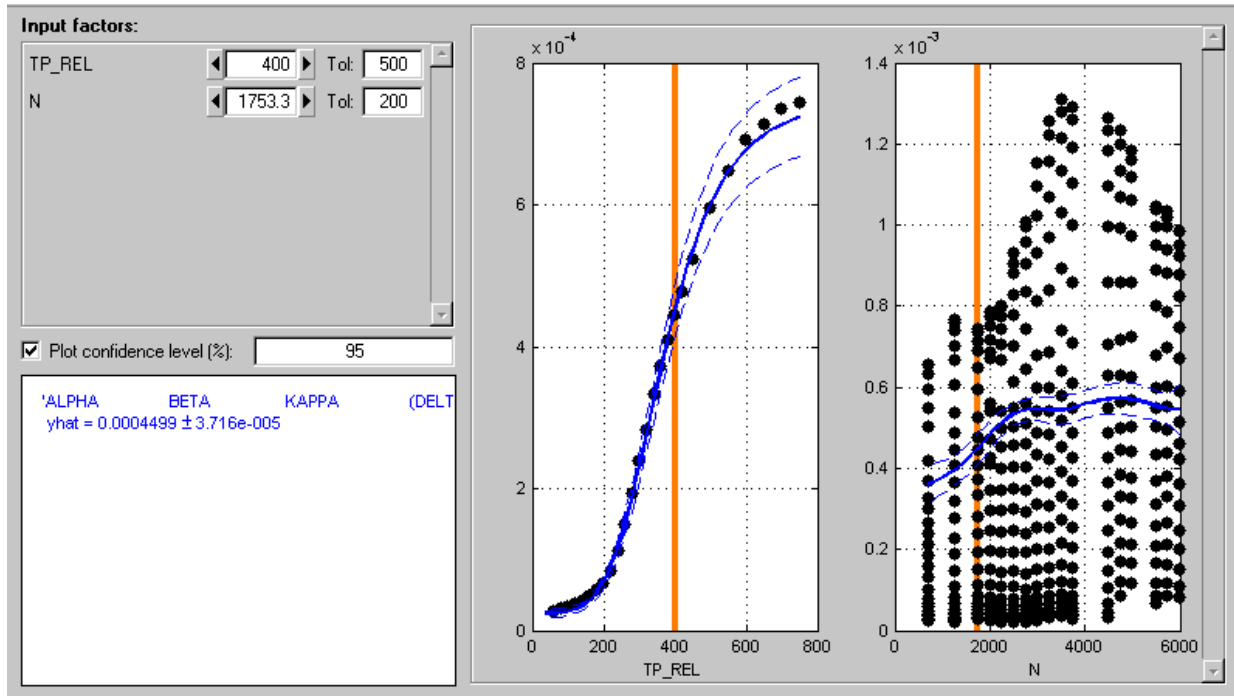 Input factors:
TP_REL 400 Tol: 500
N 1753.3 Tol: 200
Plot confidence level (%): 95
'ALPHA BETA KAPPA (DELT
yhat = 0.0004499 ± 3.716e-005
x 10^-4
8
6
4
2
0
0 200 400 600 800
TP_REL
x 10^-3
1.4
1.2
1
0.8
0.6
0.4
0.2
0
0 2000 4000 6000
N